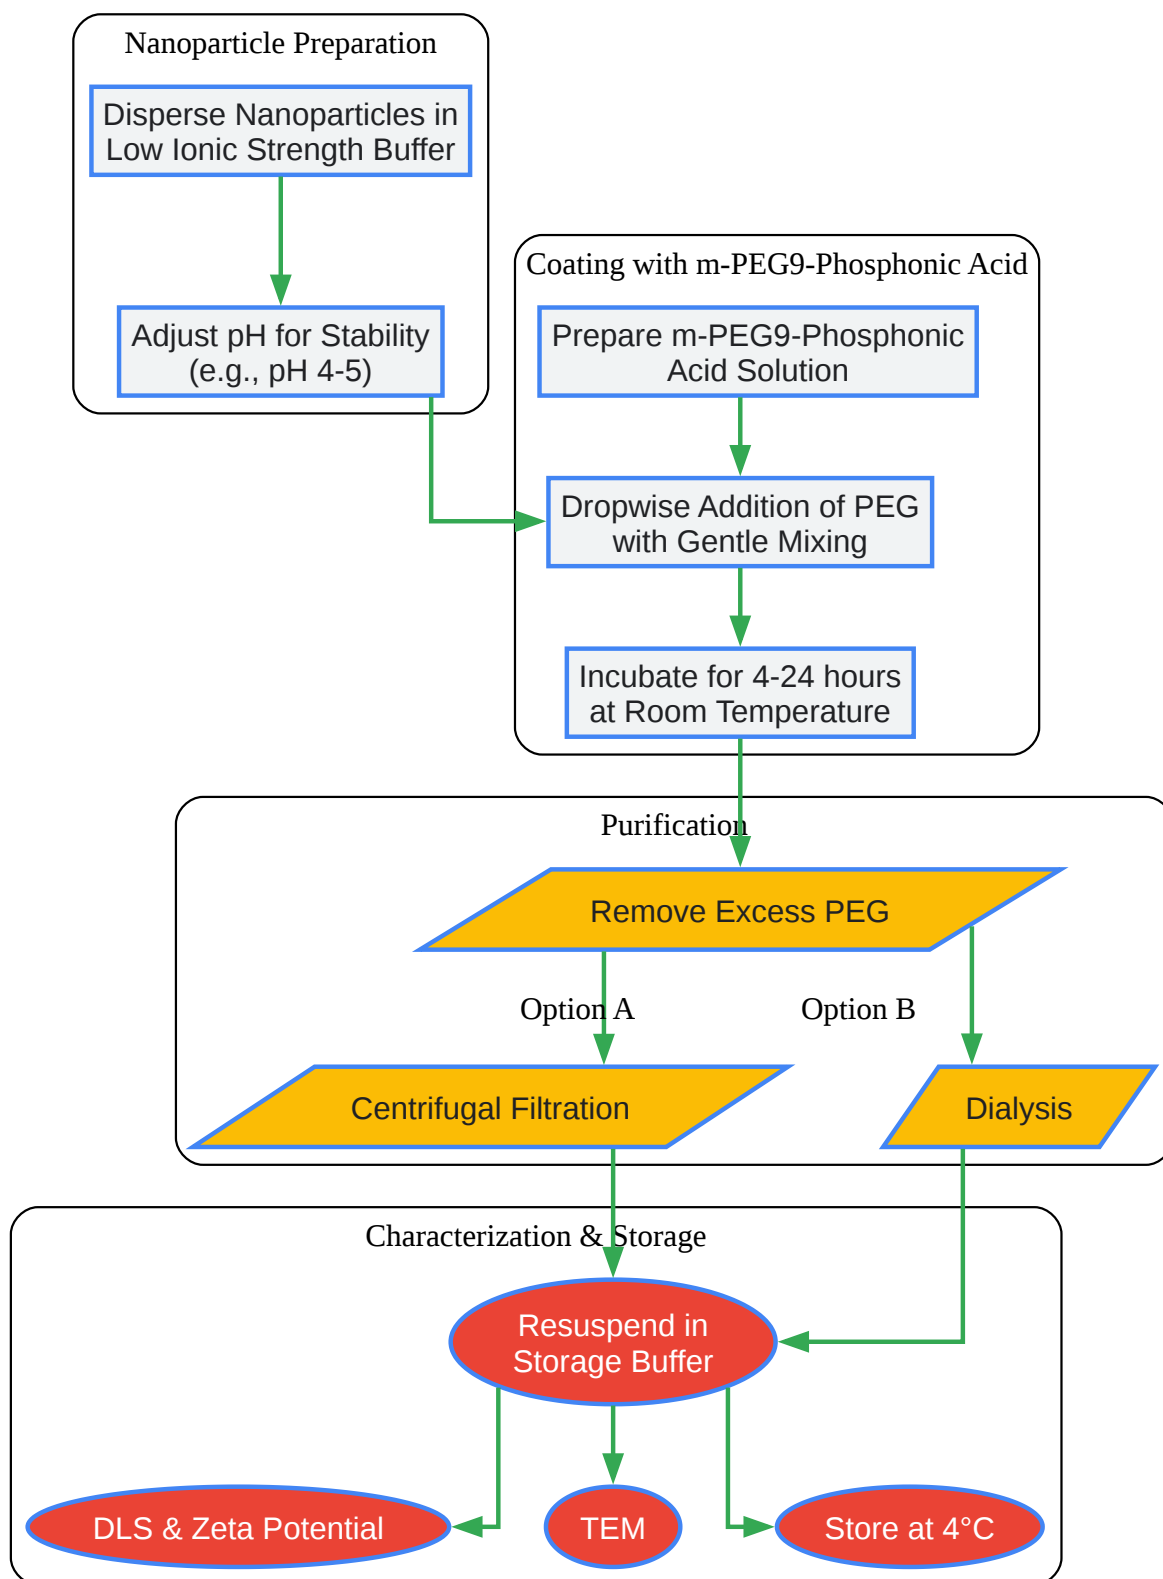 Nanoparticle Preparation
Disperse Nanoparticles in
Low Ionic Strength Buffer
Adjust pH for Stability
(e.g., pH 4-5)
Coating with m-PEG9-Phosphonic Acid
Prepare m-PEG9-Phosphonic
Acid Solution
Dropwise Addition of PEG
with Gentle Mixing
Incubate for 4-24 hours
at Room Temperature
Purification
Remove Excess PEG
Option A
Option B
Centrifugal Filtration
Dialysis
Characterization & Storage
Resuspend in
Storage Buffer
DLS & Zeta Potential
TEM
Store at 4°C